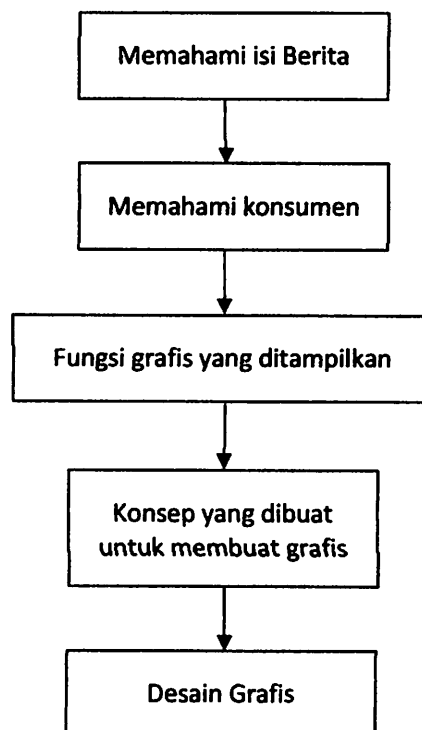 Memahami isi Berita
Memahami konsumen
Fungsi grafis yang ditampilkan
Konsep yang dibuat
untuk membuat grafis
Desain Grafis